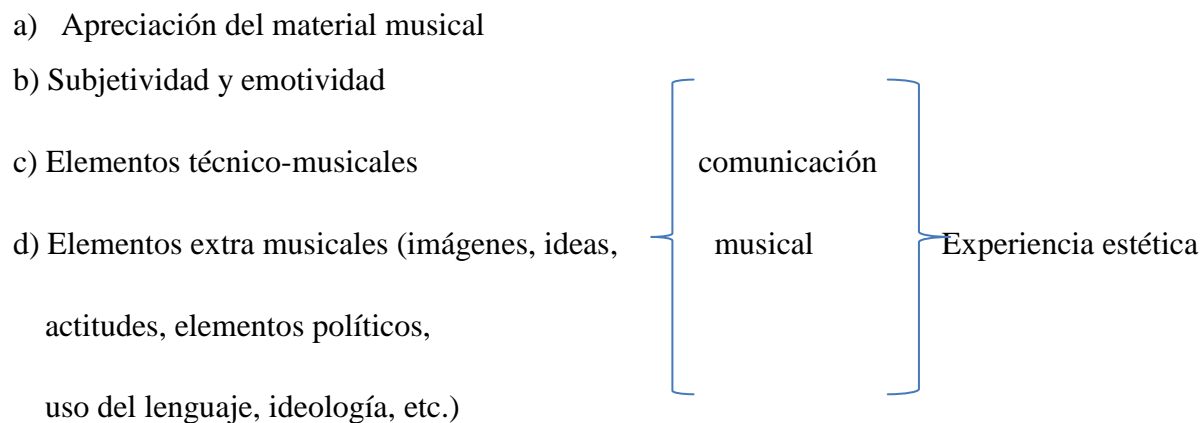 a) Apreciación del material musical
b) Subjetividad y emotividad
c) Elementos técnico-musicales comunicación
d) Elementos extra musicales (imágenes, ideas, musical Experiencia estética
actitudes, elementos políticos,
uso del lenguaje, ideología, etc.)